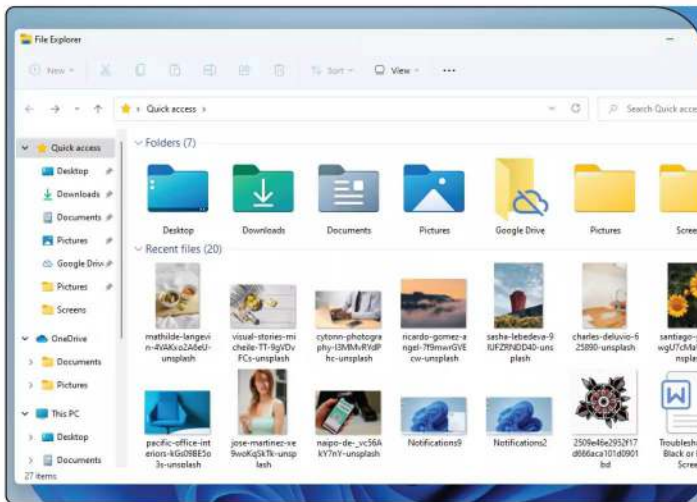 File Explorer
New
Sort
View
Quick access
Search Quick acce
Quick access
Desktop
Downloads
Documents
Pictures
Google Driv
Pictures
Screens
OneDrive
Documents
Pictures
This PC
Desktop
Documents
27 items
Folders (7)
Desktop
Downloads
Documents
Pictures
Google Drive
Pictures
Scree
Recent files (20)
mathilde-langevi
n-4VAKxo2A6eU-
unsplash
visual-stories-mi
cheile-TT-9gVDv
FCs-unsplash
cytonn-photogra
phy-
hc-unsplash
ricardo-gomez-a
ngel-
cw-unsplash
sasha-lebedeva-9
IUFZRNDD40-uns
plash
charles-deluvio-6
25890-unsplash
santiago-
nspla
pacific-office-int
eriors-kGs09BE5o
3s-unsplash
jose-martinez-xe
9woKqSkTk-unsp
lash
naipo-de-_vc56A
kY7nY-unsplash
Notifications9
Notifications2
2509e46e2952f17
d666aca101d0901
bd
Troublesh
Black or
Scree